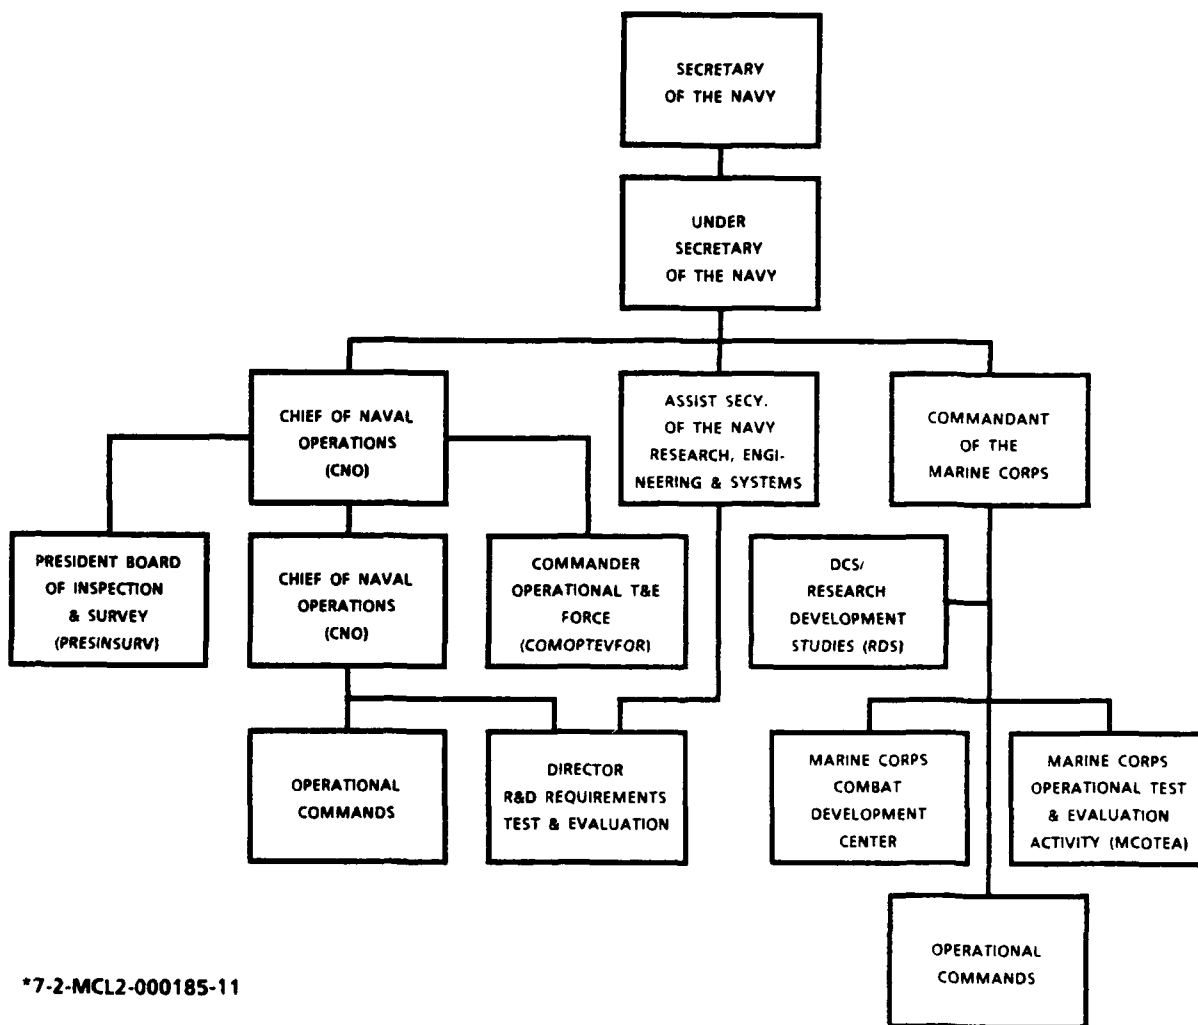 SECRETARY
OF THE NAVY
UNDER
SECRETARY
OF THE NAVY
CHIEF OF NAVAL
OPERATIONS
(CNO)
ASSIST SECY.
OF THE NAVY
RESEARCH, ENGI-
NEERING & SYSTEMS
COMMANDANT
OF THE
MARINE CORPS
PRESIDENT BOARD
OF INSPECTION
& SURVEY
(PRESINSURV)
CHIEF OF NAVAL
OPERATIONS
(CNO)
COMMANDER
OPERATIONAL T&E
FORCE
(COMOPTEVFOR)
DCS/
RESEARCH
DEVELOPMENT
STUDIES (RDS)
OPERATIONAL
COMMANDS
DIRECTOR
R&D REQUIREMENTS
TEST & EVALUATION
MARINE CORPS
COMBAT
DEVELOPMENT
CENTER
MARINE CORPS
OPERATIONAL TEST
& EVALUATION
ACTIVITY (MCOTEA)
OPERATIONAL
COMMANDS
*7-2-MCL2-000185-11